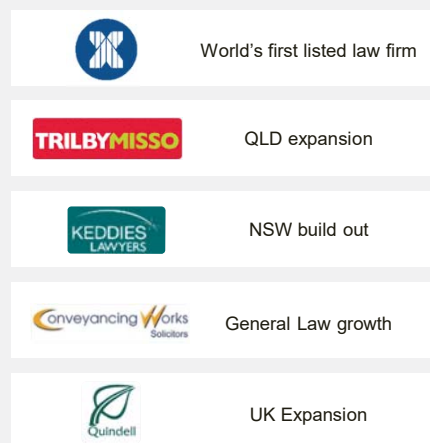 World’s first listed law firm
TRILBYMISSO
QLD expansion
KEDDIES
LAWYERS
NSW build out
Conveyancing Works
Solicitors
General Law growth
Quindell
UK Expansion